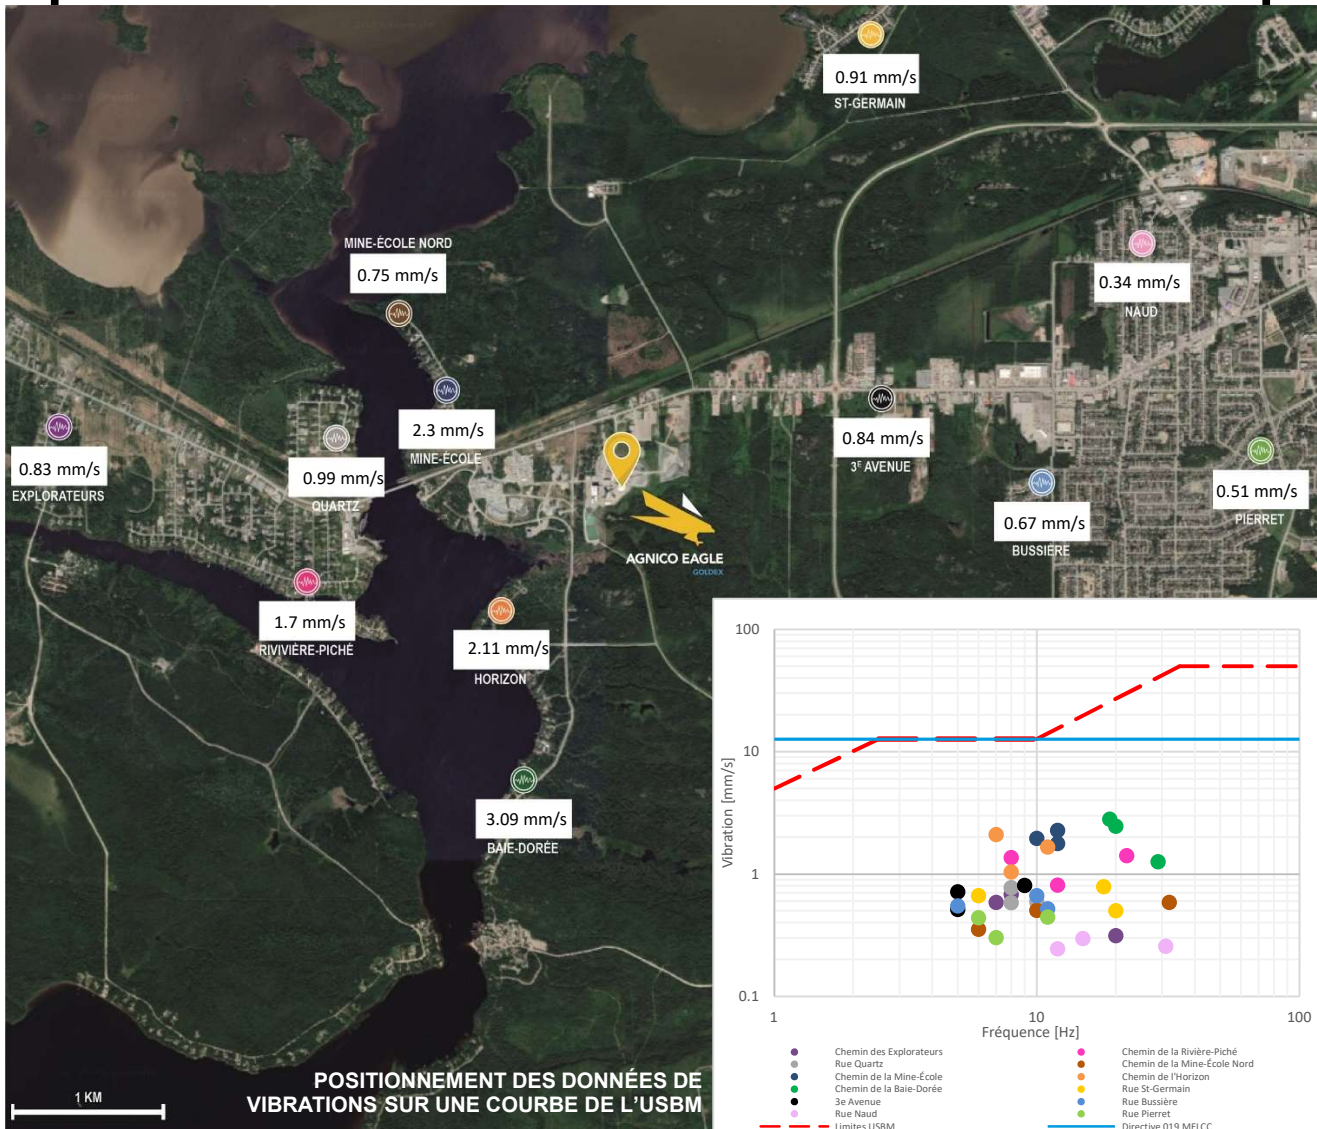 0.91 mm/s
ST-GERMAIN
MINE-ÉCOLE NORD
0.75 mm/s
0.34 mm/s
NAUD
2.3 mm/s
MINE-ÉCOLE
0.83 mm/s
EXPLORATEURS
0.99 mm/s
QUARTZ
0.84 mm/s
3E AVENUE
0.67 mm/s
BUSSIÈRE
0.51 mm/s
PIERRET
AGNICO EAGLE
GOLDEX
1.7 mm/s
RIVIVIÈRE-PICHÉ
2.11 mm/s
HORIZON
3.09 mm/s
BAIE-DORÉE
1 KM
POSITIONNEMENT DES DONNÉES DE
VIBRATIONS SUR UNE COURBE DE L'USBM
100
10
1
0.1
Vibration [mm/s]
1
10
100
Fréquence [Hz]
Chemin des Explorateurs
Chemin de la Rivière-Piché
Rue Quartz
Chemin de la Mine-École Nord
Chemin de la Mine-École
Chemin de l'Horizon
Chemin de la Baie-Dorée
Rue St-Germain
3e Avenue
Rue Bussière
Rue Naud
Rue Pierret
Limites USBM
Directive 019 MELCC